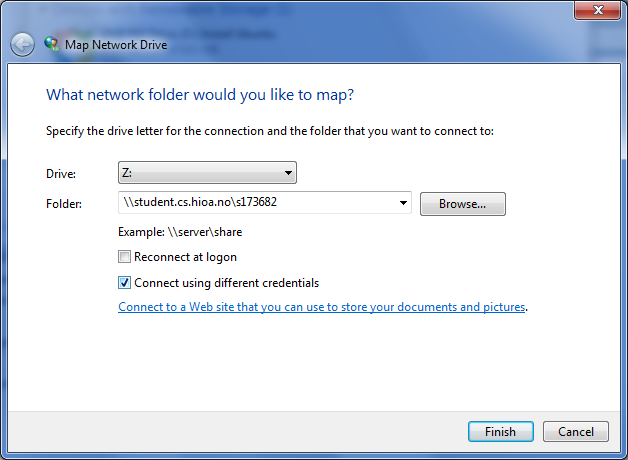 Map Network Drive
What network folder would you like to map?
Specify the drive letter for the connection and the folder that you want to connect to:
Drive: Z:
Folder: \\student.cs.hioa.no\s173682 Browse...
Example: \\server\share
Reconnect at logon
Connect using different credentials
Connect to a Web site that you can use to store your documents and pictures.
Finish Cancel